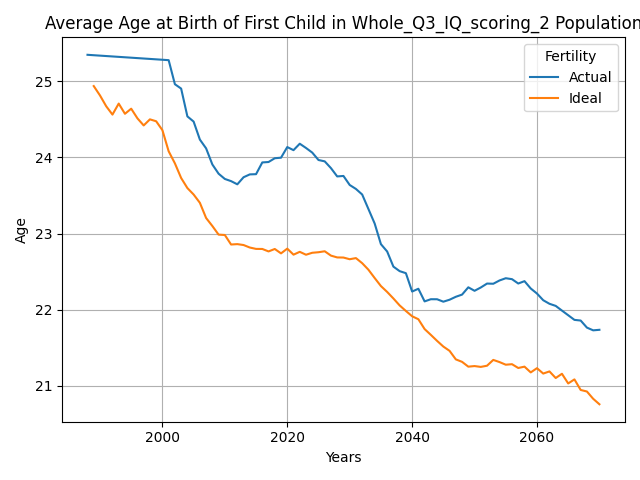 Average Age at Birth of First Child in Whole_Q3_IQ_scoring_2 Population
Fertility
Actual
Ideal
Age
25
24
23
22
21
2000
2020
2040
2060
Years